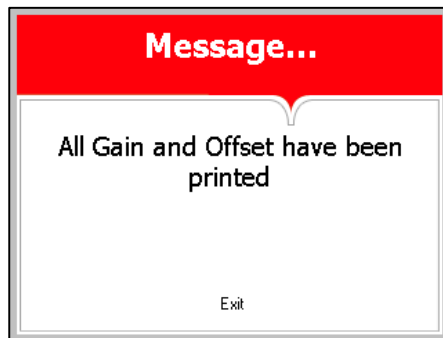 Message...
All Gain and Offset have been
printed
Exit